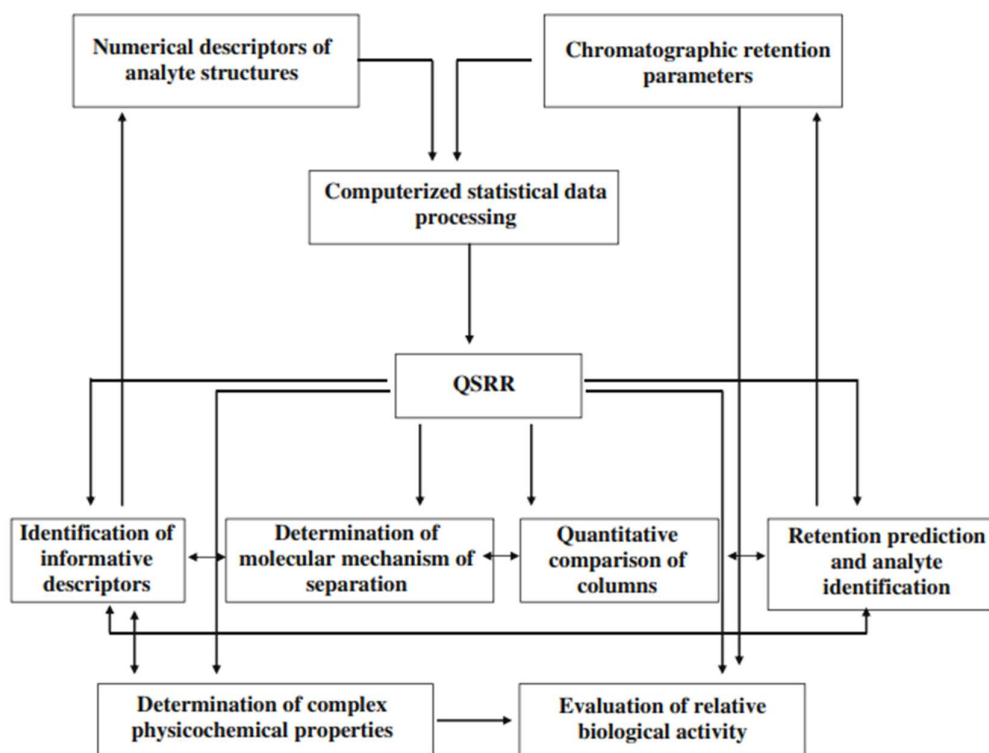 Numerical descriptors of
analyte structures
Chromatographic retention
parameters
Computerized statistical data
processing
QSRR
Identification of
informative
descriptors
Determination of
molecular mechanism of
separation
Quantitative
comparison of
columns
Retention prediction
and analyte
identification
Determination of complex
physicochemical properties
Evaluation of relative
biological activity